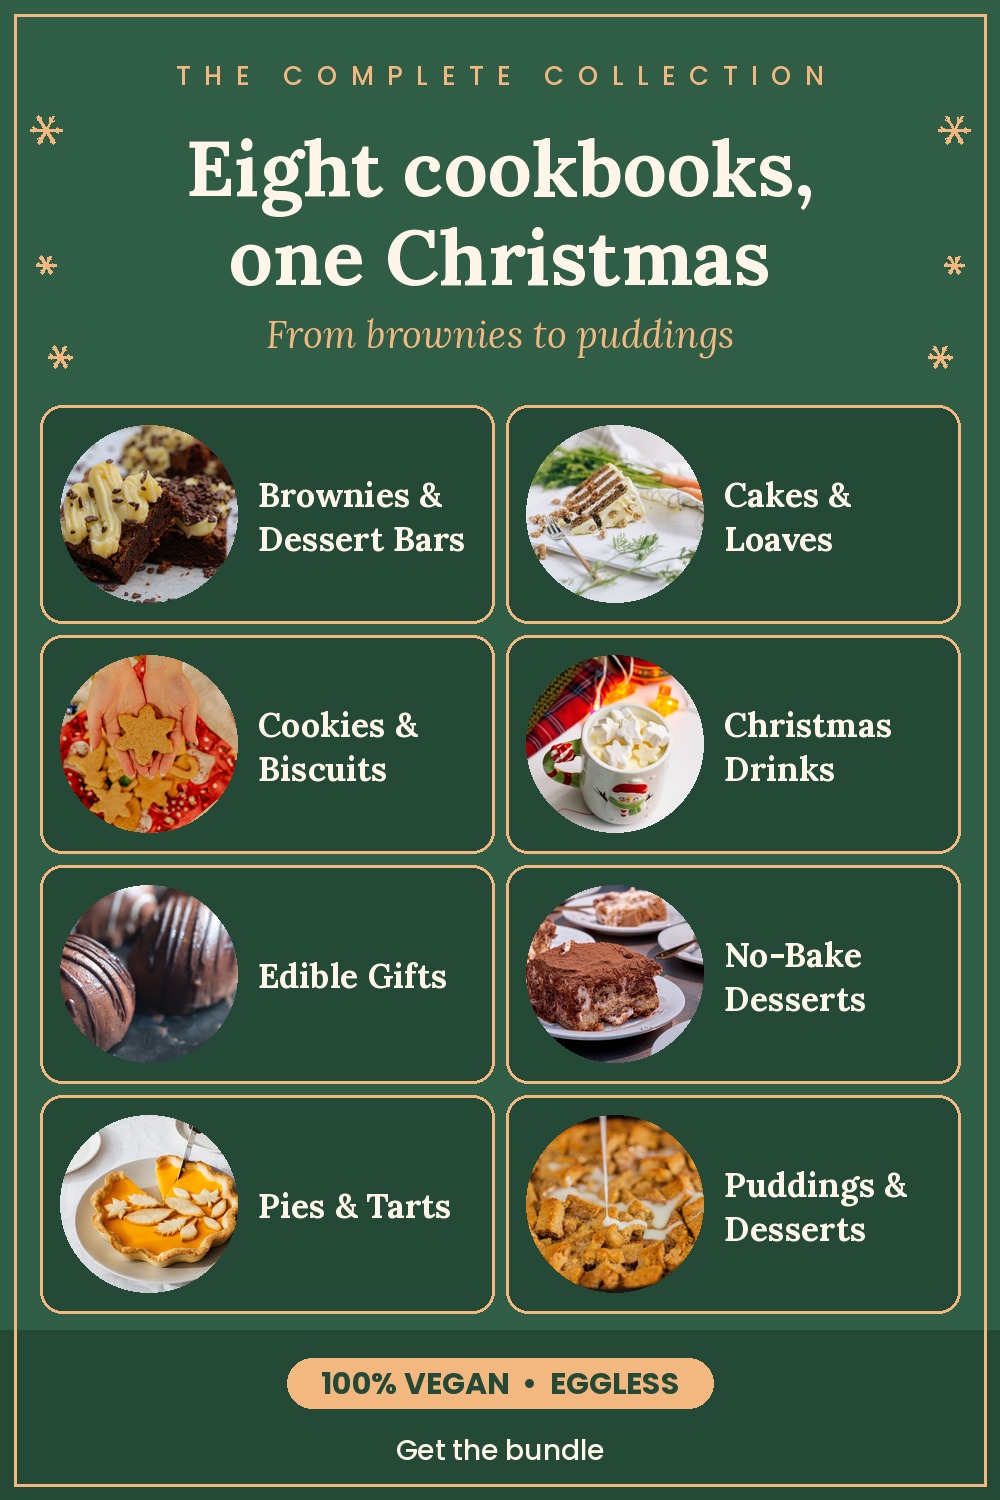 THE COMPLETE COLLECTION
Eight cookbooks,
one Christmas
From brownies to puddings
Brownies &
Dessert Bars
Cakes &
Loaves
Cookies &
Biscuits
Christmas
Drinks
Edible Gifts
No-Bake
Desserts
Pies & Tarts
Puddings &
Desserts
100% VEGAN • EGGLESS
Get the bundle